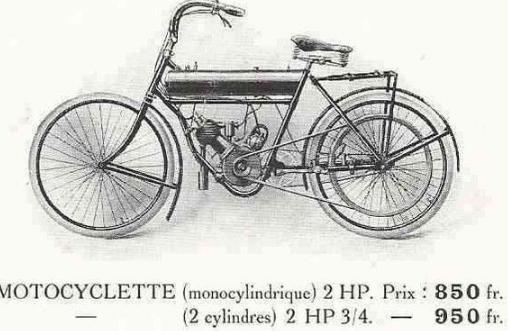 MOTOCYCLETTE (monocylindrique) 2 HP. Prix : 850 fr.
— (2 cylindres) 2 HP 3/4. — 950 fr.